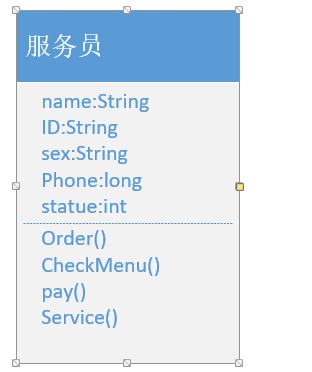 服务员
name:String
ID:String
sex:String
Phone:long
statue:int
Order()
CheckMenu()
pay()
Service()